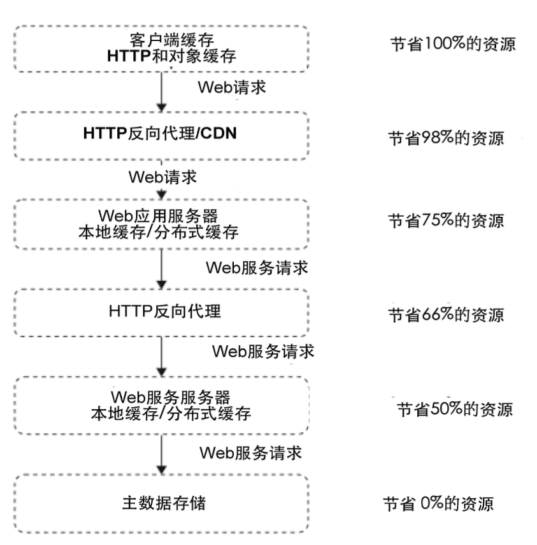 客户端缓存
HTTP和对象缓存
节省100%的资源
Web请求
HTTP反向代理/CDN
节省98%的资源
Web请求
Web应用服务器
本地缓存/分布式缓存
节省75%的资源
Web服务请求
HTTP反向代理
节省66%的资源
Web服务请求
Web服务服务器
本地缓存/分布式缓存
节省50%的资源
Web服务请求
主数据存储
节省 0%的资源